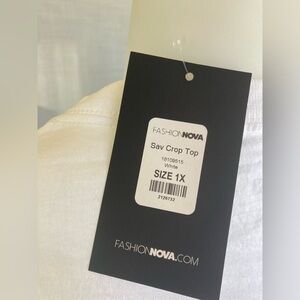 FASHIONNOVA
Sav Crop Top
18109515
White
SIZE 1X
2126732
FASHIONNOVA.COM